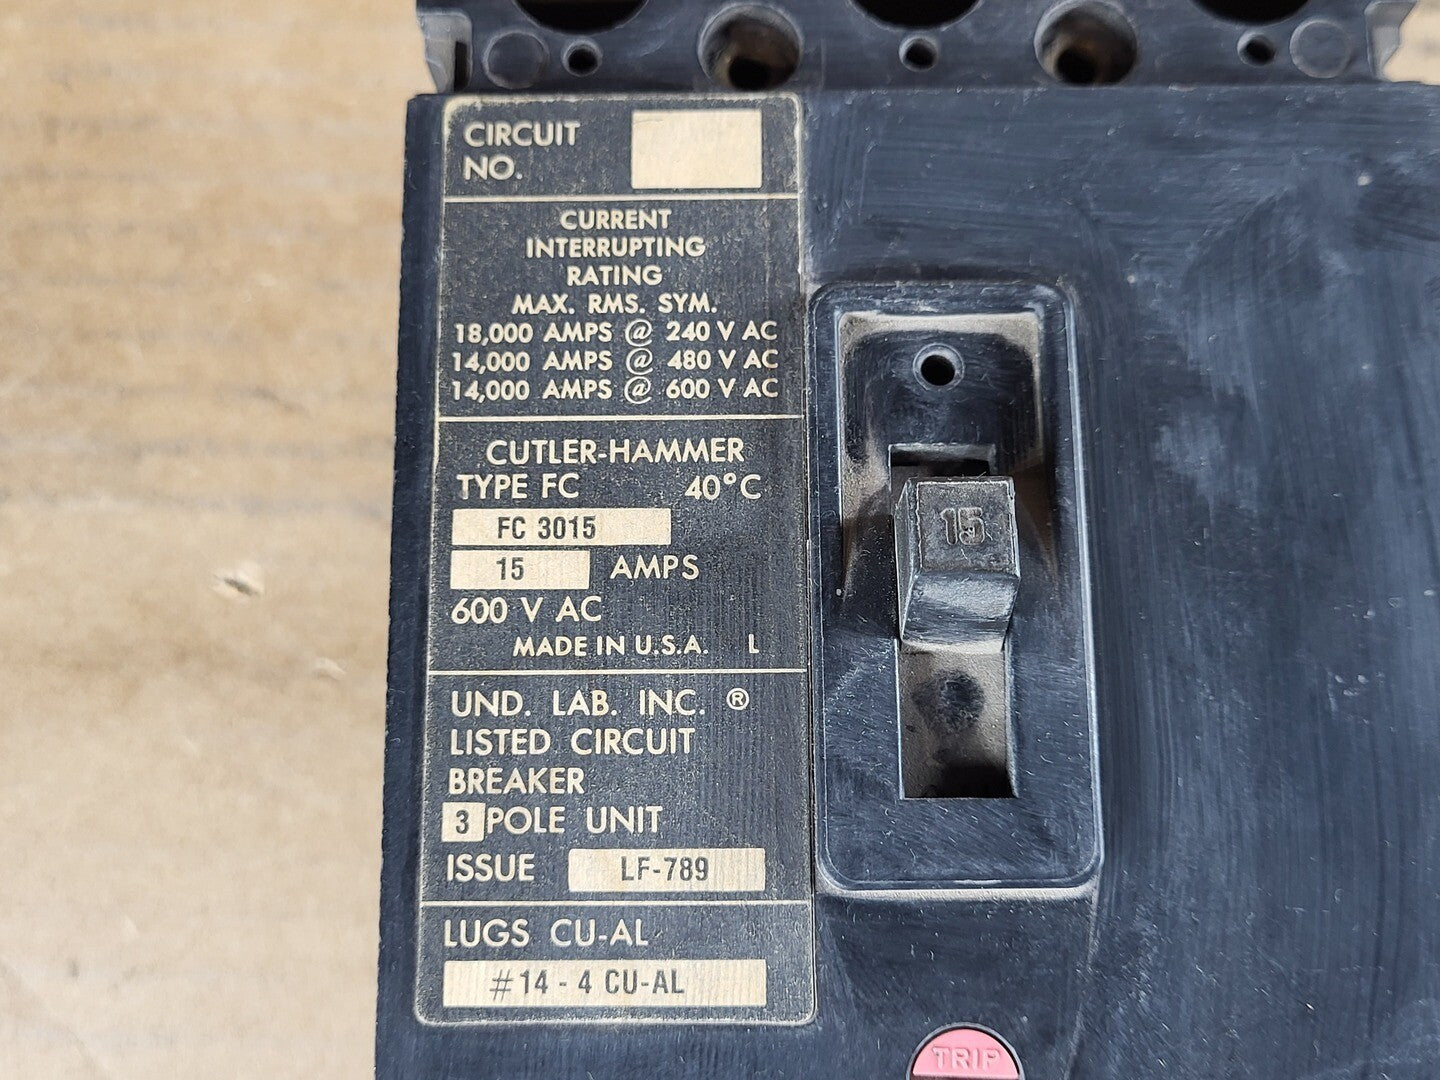 CIRCUIT
NO.
CURRENT
INTERRUPTING
RATING
MAX. RMS. SYM.
18,000 AMPS @ 240 V AC
14,000 AMPS @ 480 V AC
14,000 AMPS @ 600 V AC
CUTLER-HAMMER
TYPE FC 40°C
FC 3015
15 AMPS
600 V AC
MADE IN U.S.A. L
UND. LAB. INC. ®
LISTED CIRCUIT
BREAKER
3 POLE UNIT
ISSUE LF-789
LUGS CU-AL
#14 - 4 CU-AL
15
TRIP